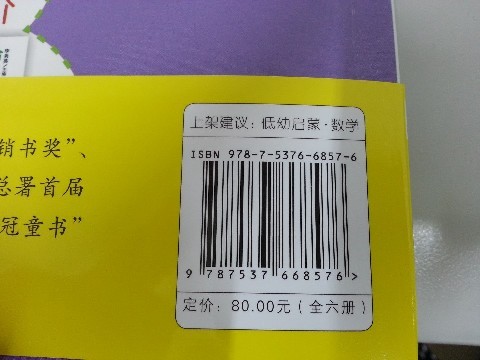 上架建议：低幼启蒙·数学
ISBN 978-7-5376-6857-6
9 787537 668576>
定价：80.00元（全六册）
销书奖”、
总署首届
冠童书”